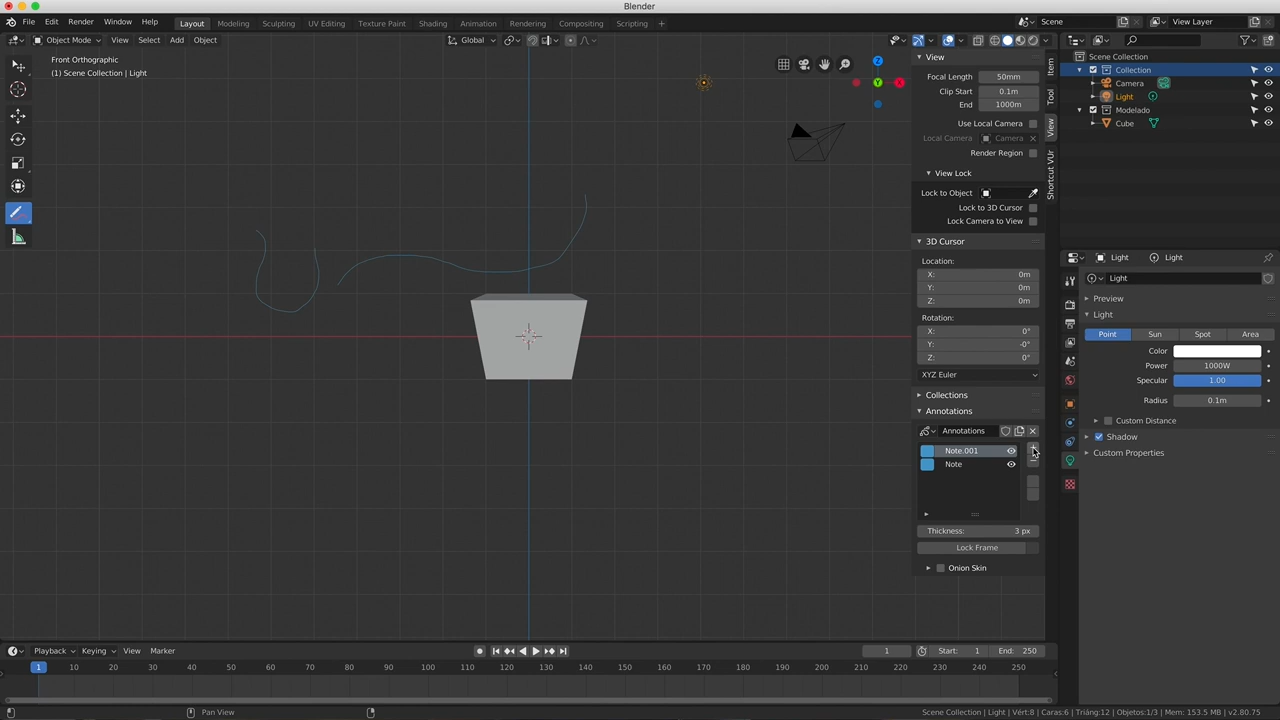 Blender
File Edit Render Window Help
Layout Modeling Sculpting UV Editing Texture Paint Shading Animation Rendering Compositing Scripting +
Scene
View Layer
Object Mode View Select Add Object
Global
Front Orthographic
(1) Scene Collection | Light
Z
Y
X
View
Focal Length 50mm
Clip Start 0.1m
End 1000m
Use Local Camera
Local Camera Camera
Render Region
View Lock
Lock to Object
Lock to 3D Cursor
Lock Camera to View
3D Cursor
Location:
X: 0m
Y: 0m
Z: 0m
Rotation:
X: 0°
Y: -0°
Z: 0°
XYZ Euler
Collections
Annotations
Annotations
Note.001
Note
Thickness: 3 px
Lock Frame
Onion Skin
Item
Tool
View
Shortcut VUr
Scene Collection
Collection
Camera
Light
Modelado
Cube
Light Light
Light
Preview
Light
Point Sun Spot Area
Color
Power 1000W
Specular 1.00
Radius 0.1m
Custom Distance
Shadow
Custom Properties
Playback Keying View Marker
1
Start: 1 End: 250
1 10 20 30 40 50 60 70 80 90 100 110 120 130 140 150 160 170 180 190 200 210 220 230 240 250
Pan View
Scene Collection | Light | Vért:8 | Caras:6 | Triáng:12 | Objetos:1/3 | Mem: 153.5 MB | v2.80.75